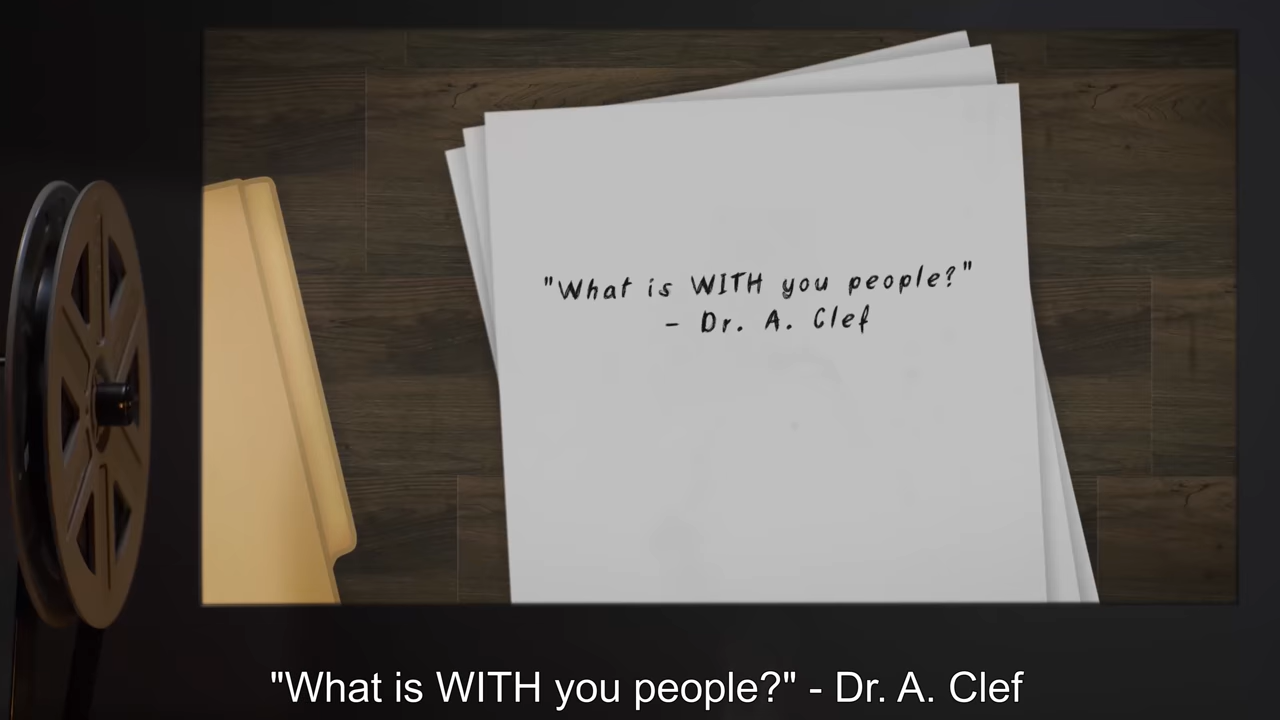 "What is WITH you people?"
- Dr. A. Clef
"What is WITH you people?" - Dr. A. Clef